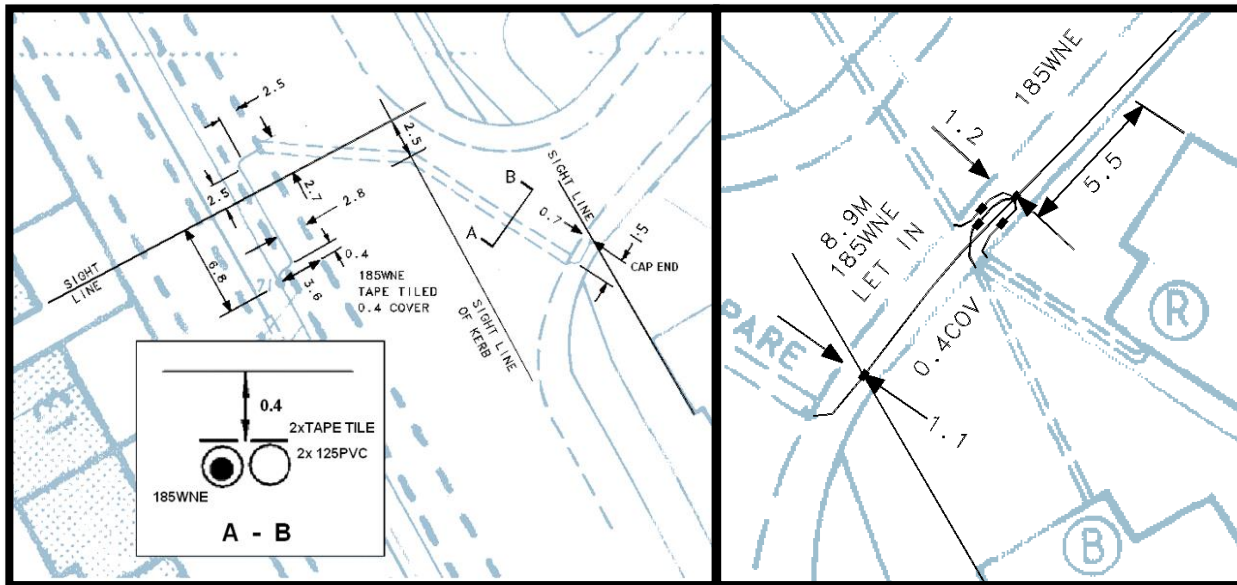 2.5
2.5
2.5
2.7
2.8
6.8
0.4
3.6
185WNE
TAPE TILED
0.4 COVER
SIGHT
LINE
SIGHT LINE
OF KERB
SIGHT LINE
B
A
0.7
1.5
CAP END
0.4
2xTAPE TILE
2x 125PVC
185WNE
A - B
185WNE
1.2
5.5
8.9M
185WNE
LET IN
0.4COV
PARE
1.1
R
B